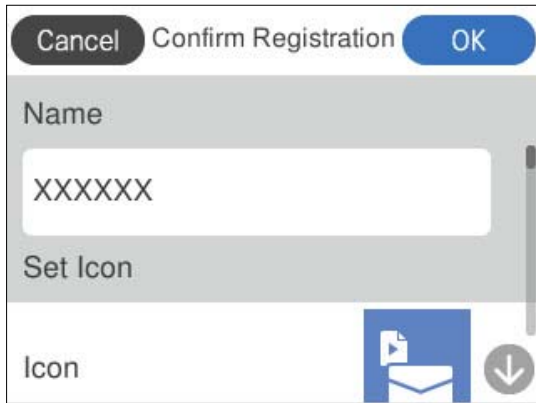 Cancel Confirm Registration OK
Name
XXXXXX
Set Icon
Icon